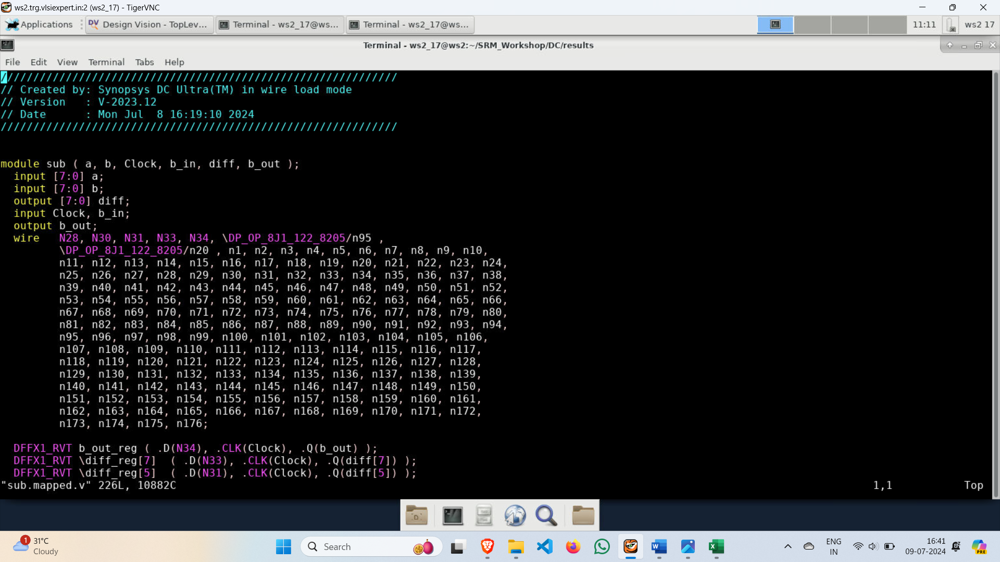 ws2.trg.vlsiexpert.in:2 (ws2_17) - TigerVNC
Applications
DV Design Vision - TopLev...
Terminal - ws2_17@ws...
Terminal - ws2_17@ws...
11:11
ws2 17
Terminal - ws2_17@ws2:~/SRM_Workshop/DC/results
File Edit View Terminal Tabs Help
/////////////////////////////////////////////////////////////
// Created by: Synopsys DC Ultra(TM) in wire load mode
// Version   : V-2023.12
// Date      : Mon Jul  8 16:19:10 2024
/////////////////////////////////////////////////////////////
module sub ( a, b, Clock, b_in, diff, b_out );
  input [7:0] a;
  input [7:0] b;
  output [7:0] diff;
  input Clock, b_in;
  output b_out;
  wire   N28, N30, N31, N33, N34, \DP_OP_8J1_122_8205/n95 ,
         \DP_OP_8J1_122_8205/n20 , n1, n2, n3, n4, n5, n6, n7, n8, n9, n10,
         n11, n12, n13, n14, n15, n16, n17, n18, n19, n20, n21, n22, n23, n24,
         n25, n26, n27, n28, n29, n30, n31, n32, n33, n34, n35, n36, n37, n38,
         n39, n40, n41, n42, n43, n44, n45, n46, n47, n48, n49, n50, n51, n52,
         n53, n54, n55, n56, n57, n58, n59, n60, n61, n62, n63, n64, n65, n66,
         n67, n68, n69, n70, n71, n72, n73, n74, n75, n76, n77, n78, n79, n80,
         n81, n82, n83, n84, n85, n86, n87, n88, n89, n90, n91, n92, n93, n94,
         n95, n96, n97, n98, n99, n100, n101, n102, n103, n104, n105, n106,
         n107, n108, n109, n110, n111, n112, n113, n114, n115, n116, n117,
         n118, n119, n120, n121, n122, n123, n124, n125, n126, n127, n128,
         n129, n130, n131, n132, n133, n134, n135, n136, n137, n138, n139,
         n140, n141, n142, n143, n144, n145, n146, n147, n148, n149, n150,
         n151, n152, n153, n154, n155, n156, n157, n158, n159, n160, n161,
         n162, n163, n164, n165, n166, n167, n168, n169, n170, n171, n172,
         n173, n174, n175, n176;
  DFFX1_RVT b_out_reg ( .D(N34), .CLK(Clock), .Q(b_out) );
  DFFX1_RVT \diff_reg[7]  ( .D(N33), .CLK(Clock), .Q(diff[7]) );
  DFFX1_RVT \diff_reg[5]  ( .D(N31), .CLK(Clock), .Q(diff[5]) );
"sub.mapped.v" 226L, 10882C
1,1
Top
1
31°C
Cloudy
Search
ENG
IN
16:41
09-07-2024
PRE